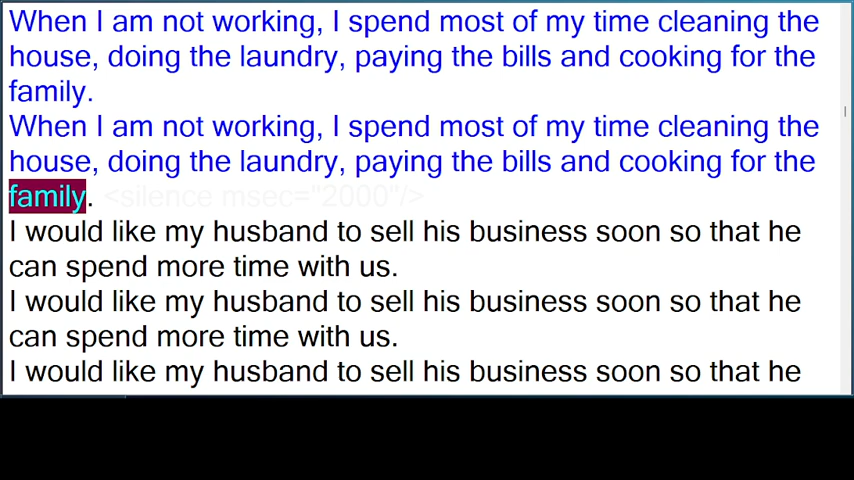 When I am not working, I spend most of my time cleaning the
house, doing the laundry, paying the bills and cooking for the
family.
When I am not working, I spend most of my time cleaning the
house, doing the laundry, paying the bills and cooking for the
family. <silence msec="2000"/>
I would like my husband to sell his business soon so that he
can spend more time with us.
I would like my husband to sell his business soon so that he
can spend more time with us.
I would like my husband to sell his business soon so that he